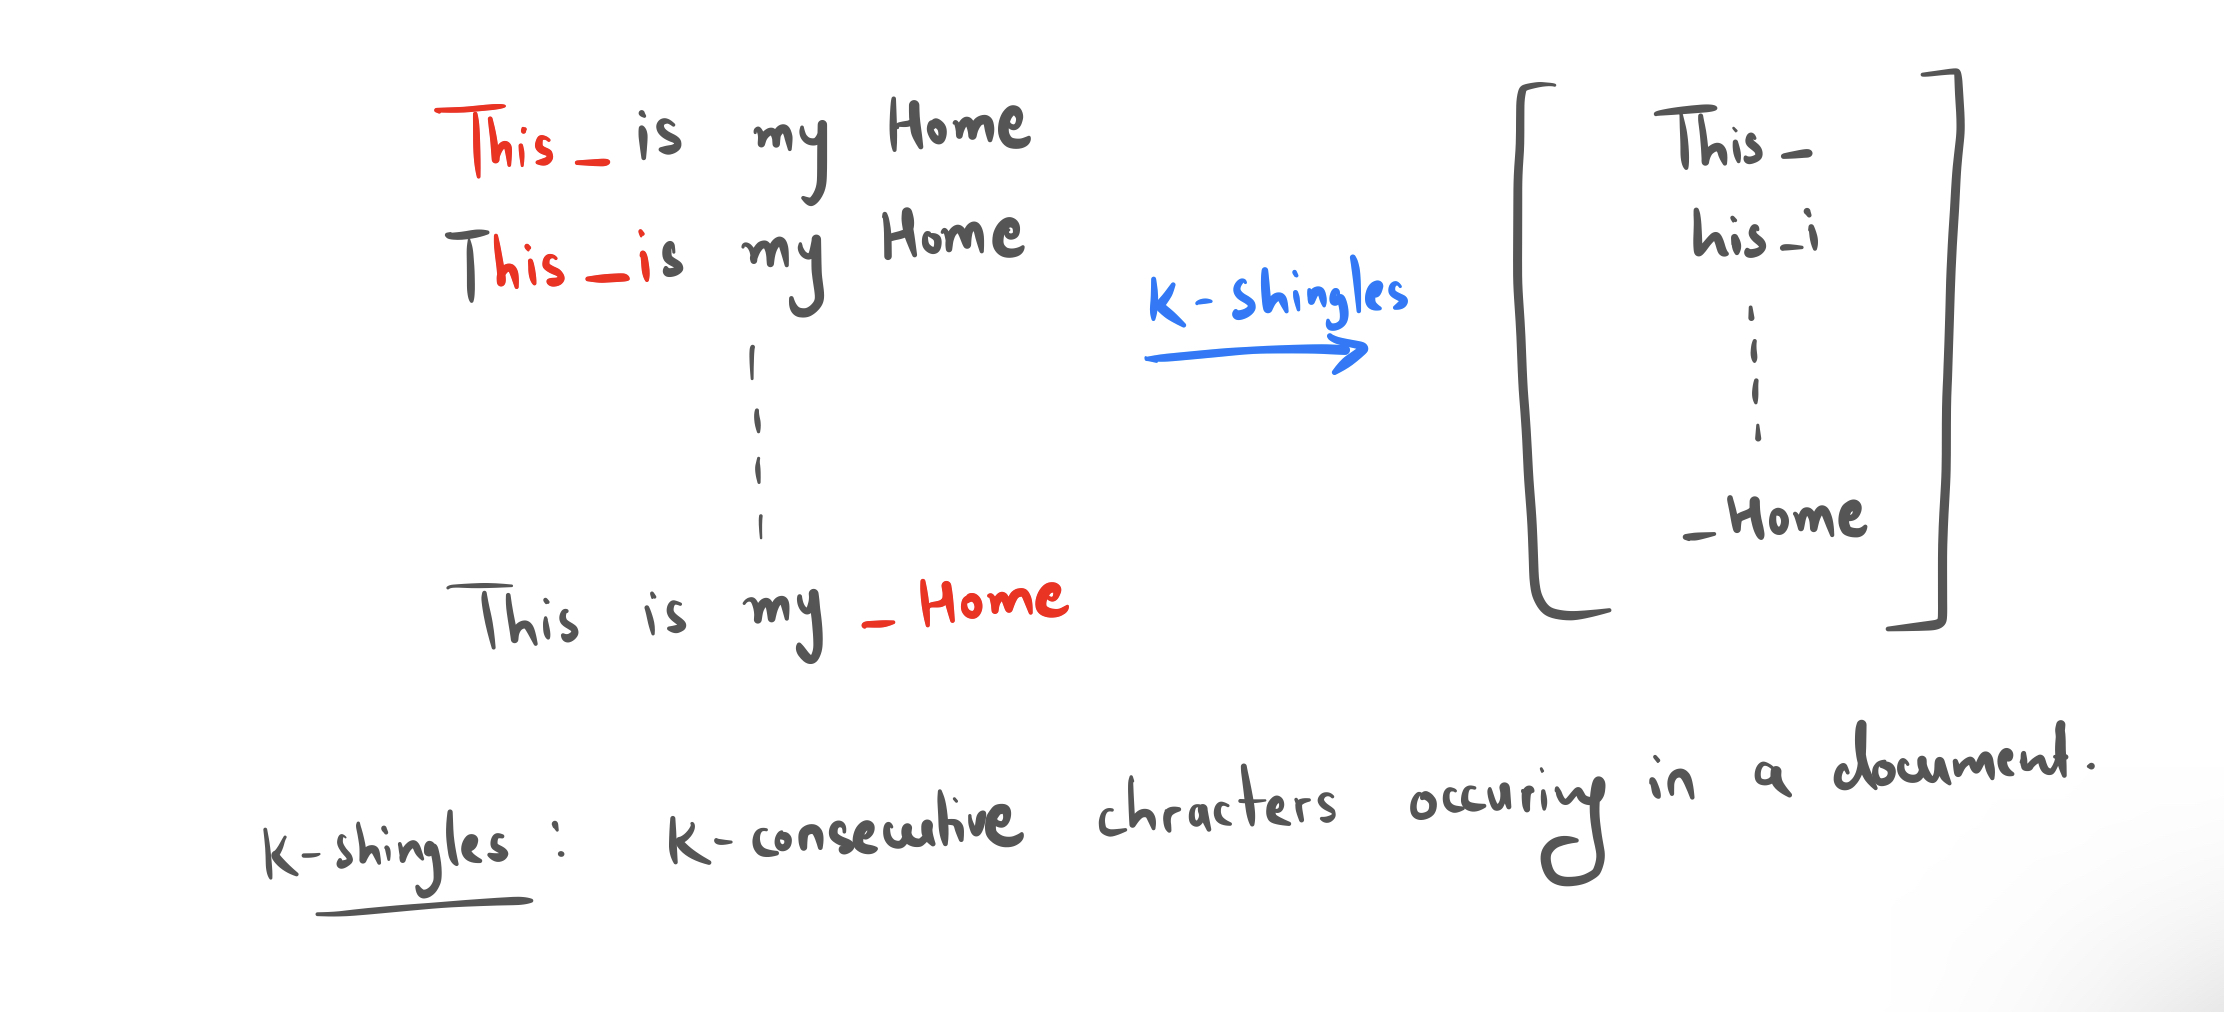 This_ is my Home
This_is my Home
This is my _Home
K-shingles
This_
his_i
_Home
K-shingles : K-consecutive chracters occuring in a document.